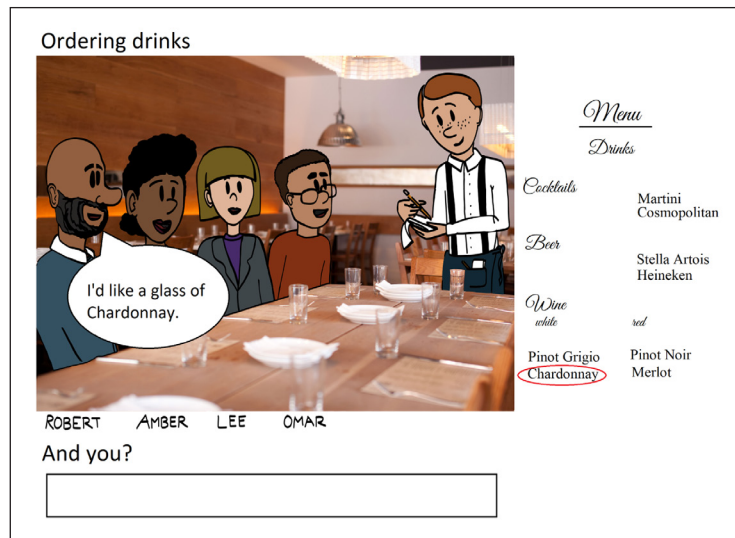 Ordering drinks
I'd like a glass of
Chardonnay.
ROBERT AMBER LEE OMAR
And you?
Menu
Drinks
Cocktails
Martini
Cosmopolitan
Beer
Stella Artois
Heineken
Wine
white red
Pinot Grigio Pinot Noir
Chardonnay Merlot